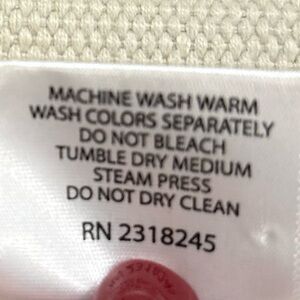 MACHINE WASH WARM
WASH COLORS SEPARATELY
DO NOT BLEACH
TUMBLE DRY MEDIUM
STEAM PRESS
DO NOT DRY CLEAN
RN 2318245